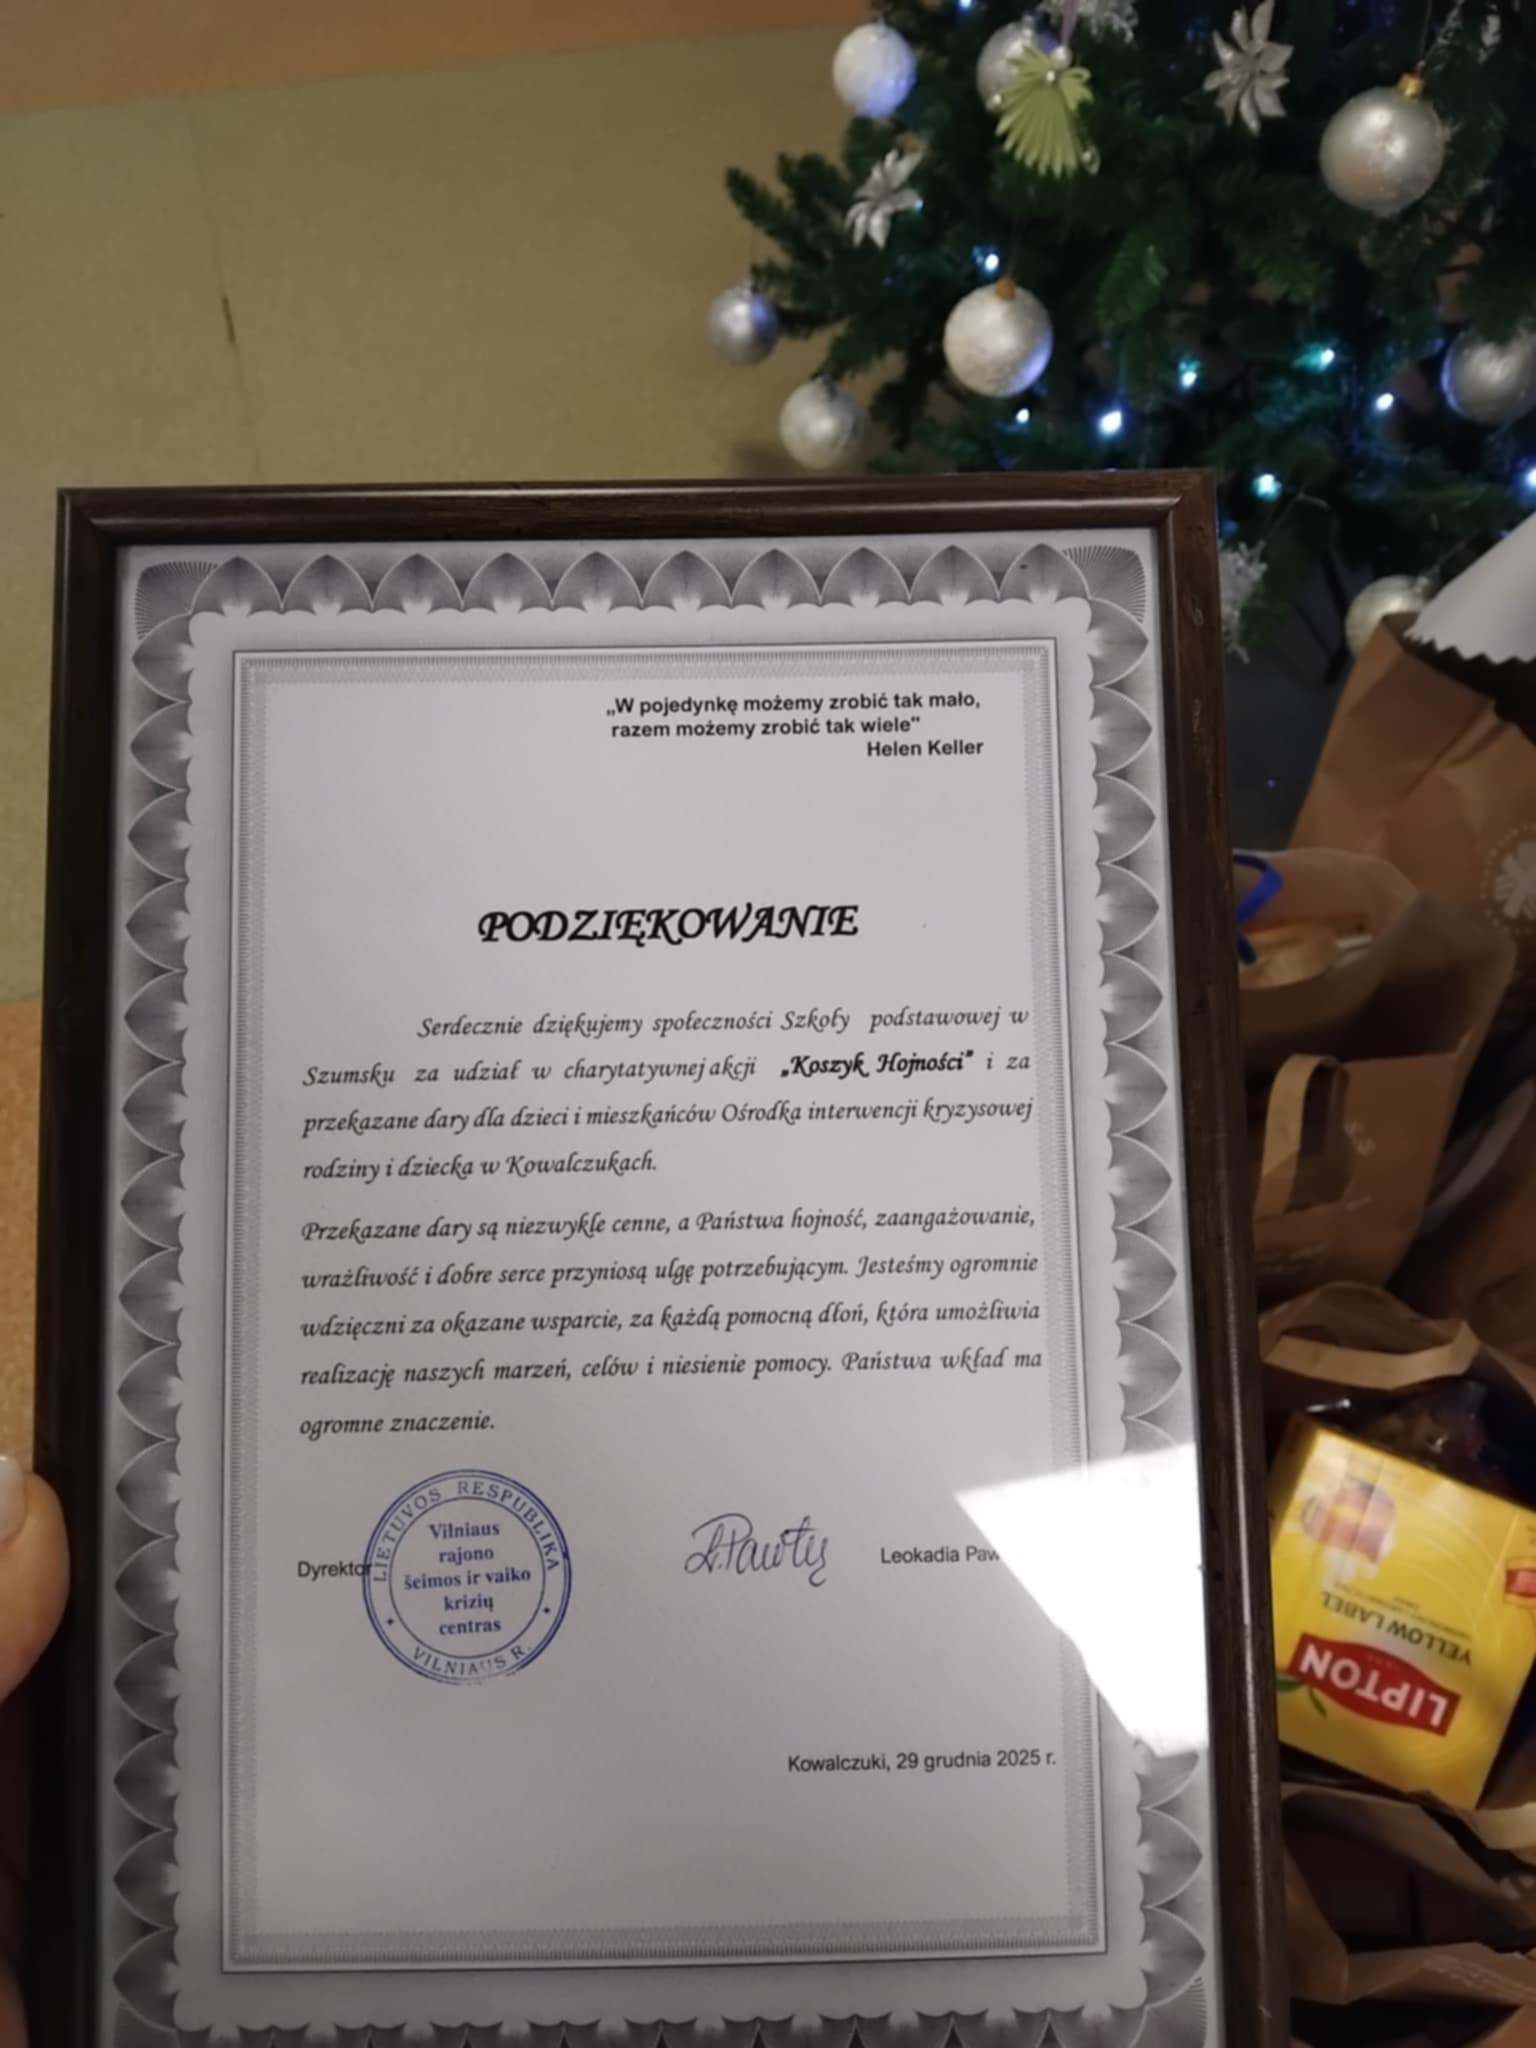 „W pojedynkę możemy zrobić tak mało,
razem możemy zrobić tak wiele"
Helen Keller
PODZIĘKOWANIE
Serdecznie dziękujemy społeczności Szkoły podstawowej w
Szumsku za udział w charytatywnej akcji „Koszyk Hojności" i za
przekazane dary dla dzieci i mieszkańców Ośrodka interwencji kryzysowej
rodziny i dziecka w Kowalczukach.
Przekazane dary są niezwykle cenne, a Państwa hojność, zaangażowanie,
wrażliwość i dobre serce przyniosą ulgę potrzebującym. Jesteśmy ogromnie
wdzięczni za okazane wsparcie, za każdą pomocną dłoń, która umożliwia
realizację naszych marzeń, celów i niesienie pomocy. Państwa wkład ma
ogromne znaczenie.
Dyrektor
LIETUVOS RESPUBLIKA
Vilniaus
rajono
šeimos ir vaiko
krizių
centras
VILNIAUS R.
Leokadia
Kowalczuki, 29 grudnia 2025 r.
LIPTON
YELLOW LABEL